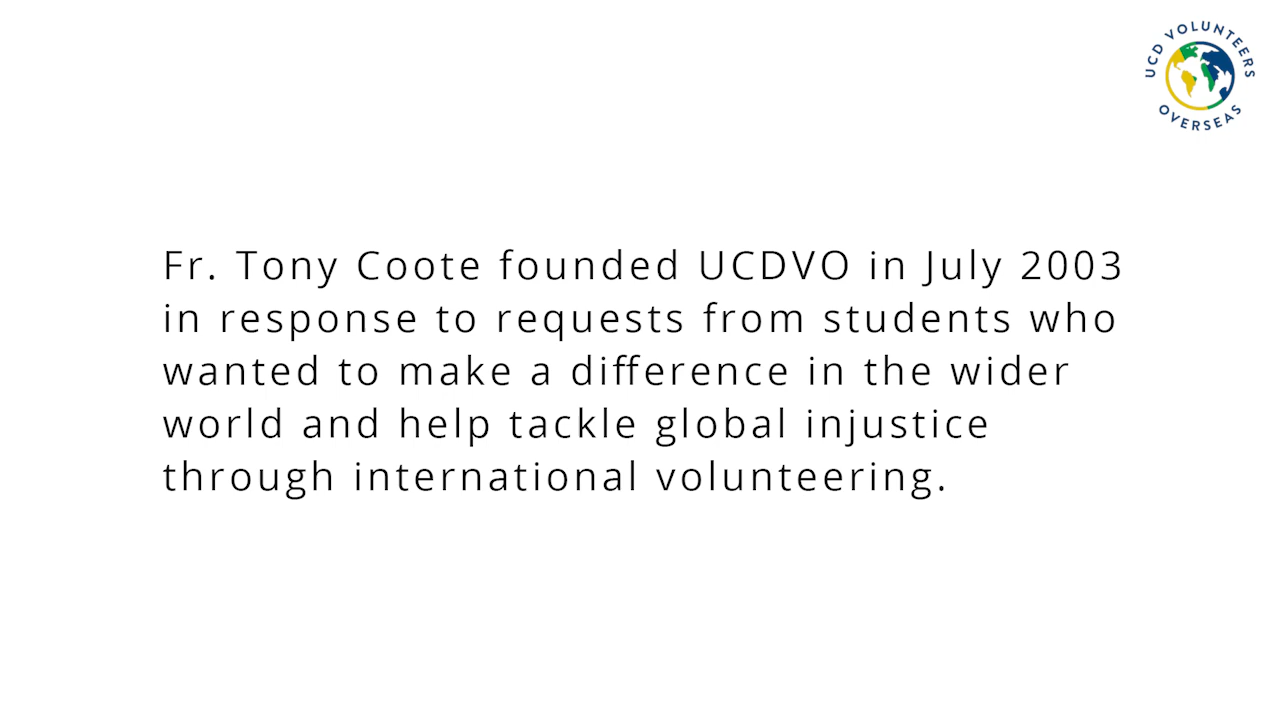 UCD VOLUNTEERS
OVERSEAS
Fr. Tony Coote founded UCDVO in July 2003
in response to requests from students who
wanted to make a difference in the wider
world and help tackle global injustice
through international volunteering.